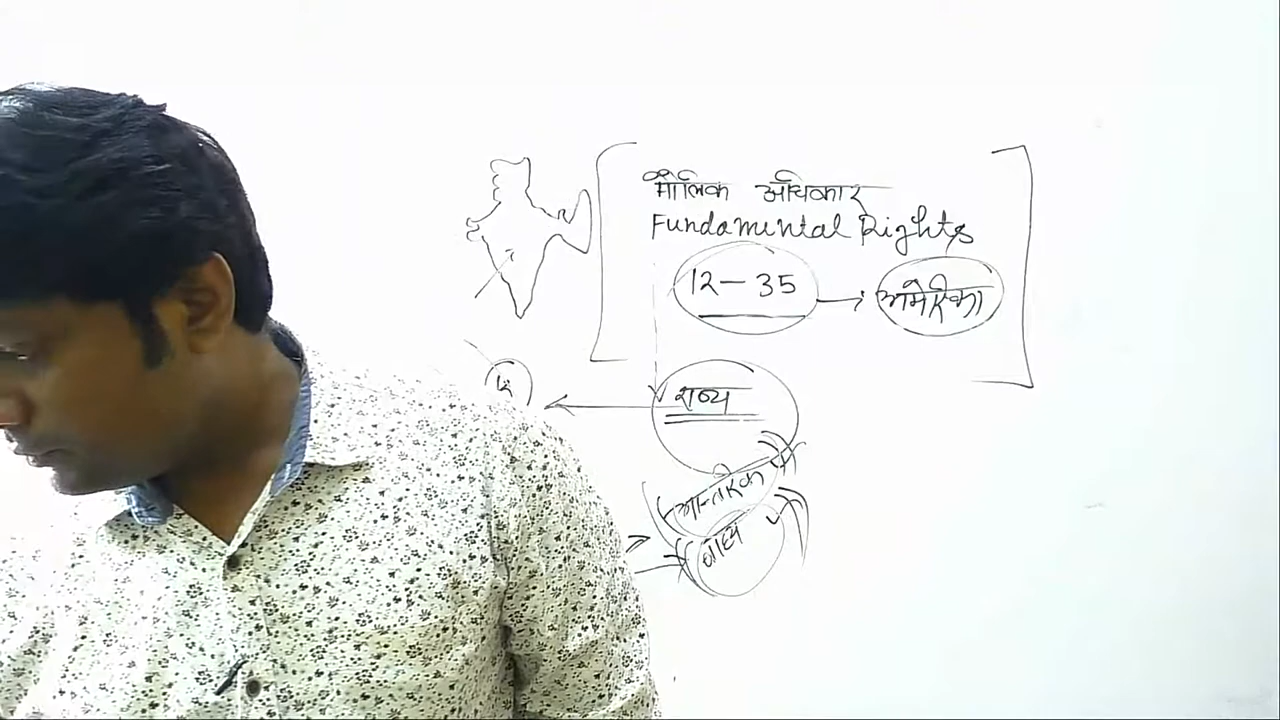 मौलिक अधिकार
Fundamental Rights
12 – 35 → अमेरिका
राज्य
आन्तरिक
बाह्य